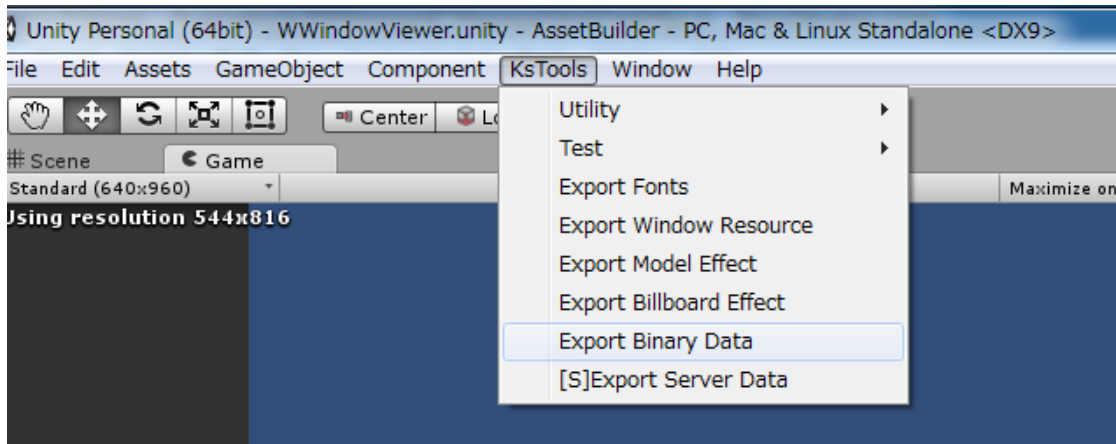 Unity Personal (64bit) - WWindowViewer.unity - AssetBuilder - PC, Mac & Linux Standalone <DX9>
File Edit Assets GameObject Component KsTools Window Help
Center
Utility
Test
Scene Game
Export Fonts
Standard (640x960) Maximize on
Using resolution 544x816
Export Window Resource
Export Model Effect
Export Billboard Effect
Export Binary Data
[S]Export Server Data